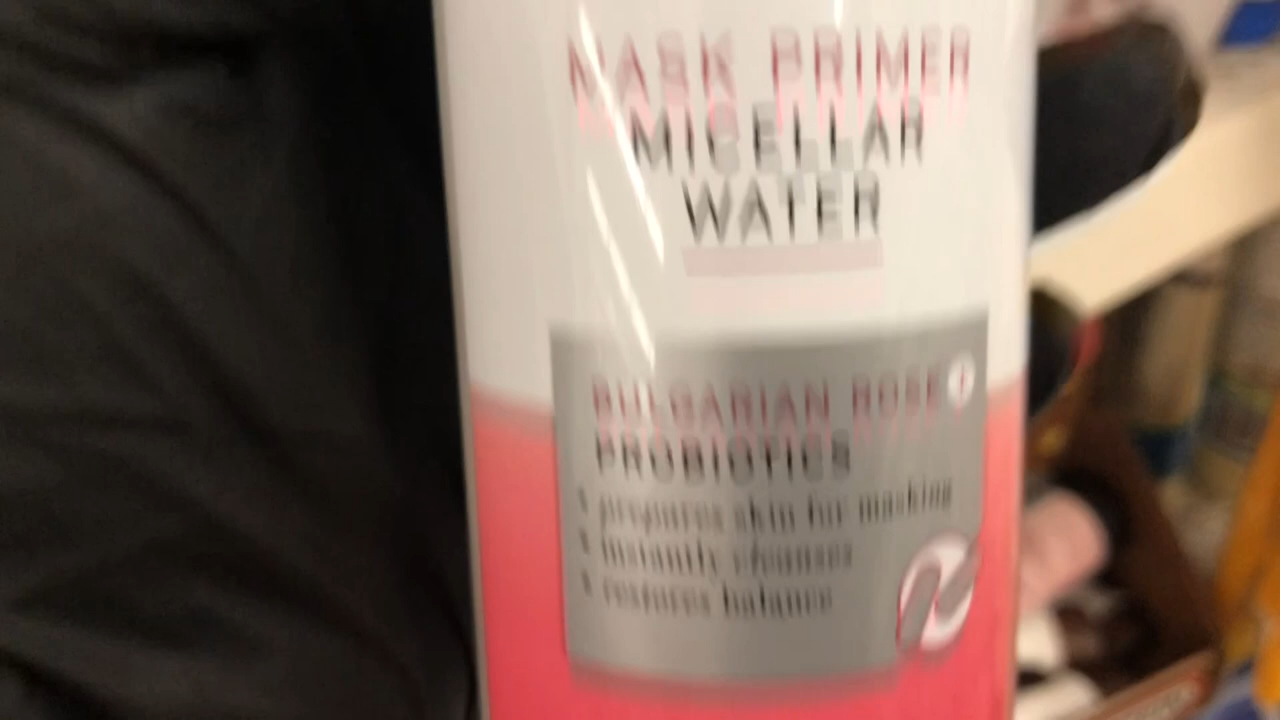 MASK PRIMER
MICELLAR
WATER
BULGARIAN ROSE +
PROBIOTICS
prepares skin for masking
instantly cleanses
restores balance